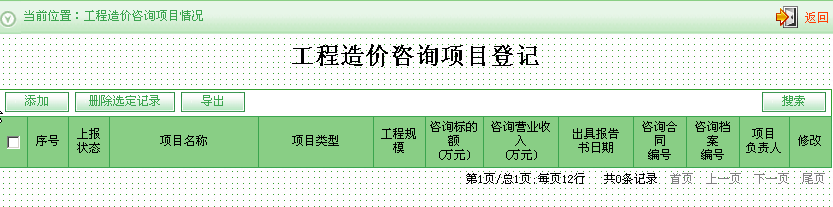 当前位置：工程造价咨询项目情况 返回
工程造价咨询项目登记
添加 删除选定记录 导出 搜索
序号 上报状态 项目名称 项目类型 工程规模 咨询标的额(万元) 咨询营业收入(万元) 出具报告书日期 咨询合同编号 咨询档案编号 项目负责人 修改
第1页/总1页;每页12行 共0条记录 首页 上一页 下一页 尾页